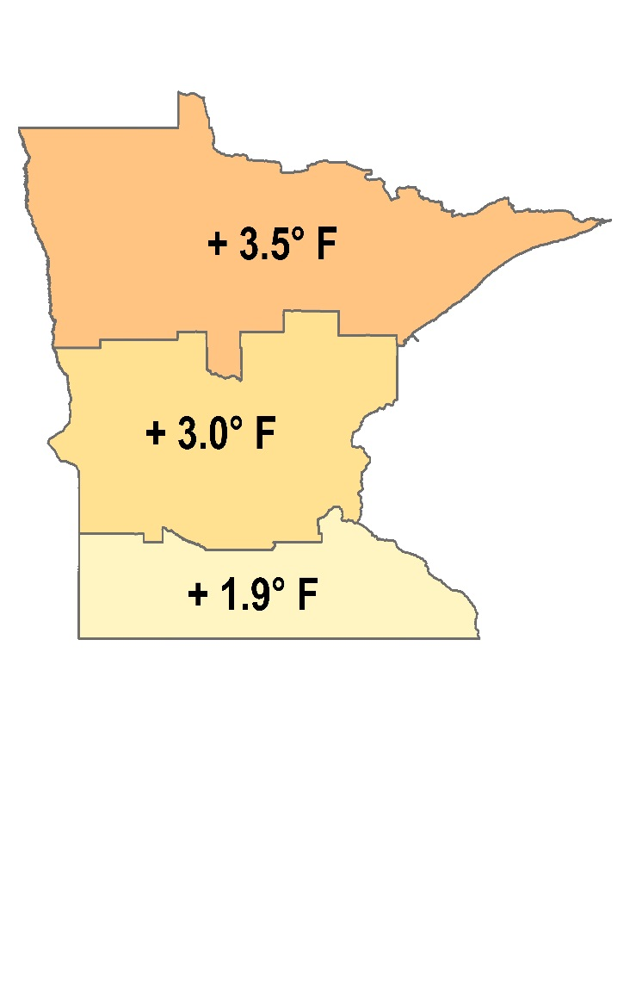 + 3.5° F
+ 3.0° F
+ 1.9° F